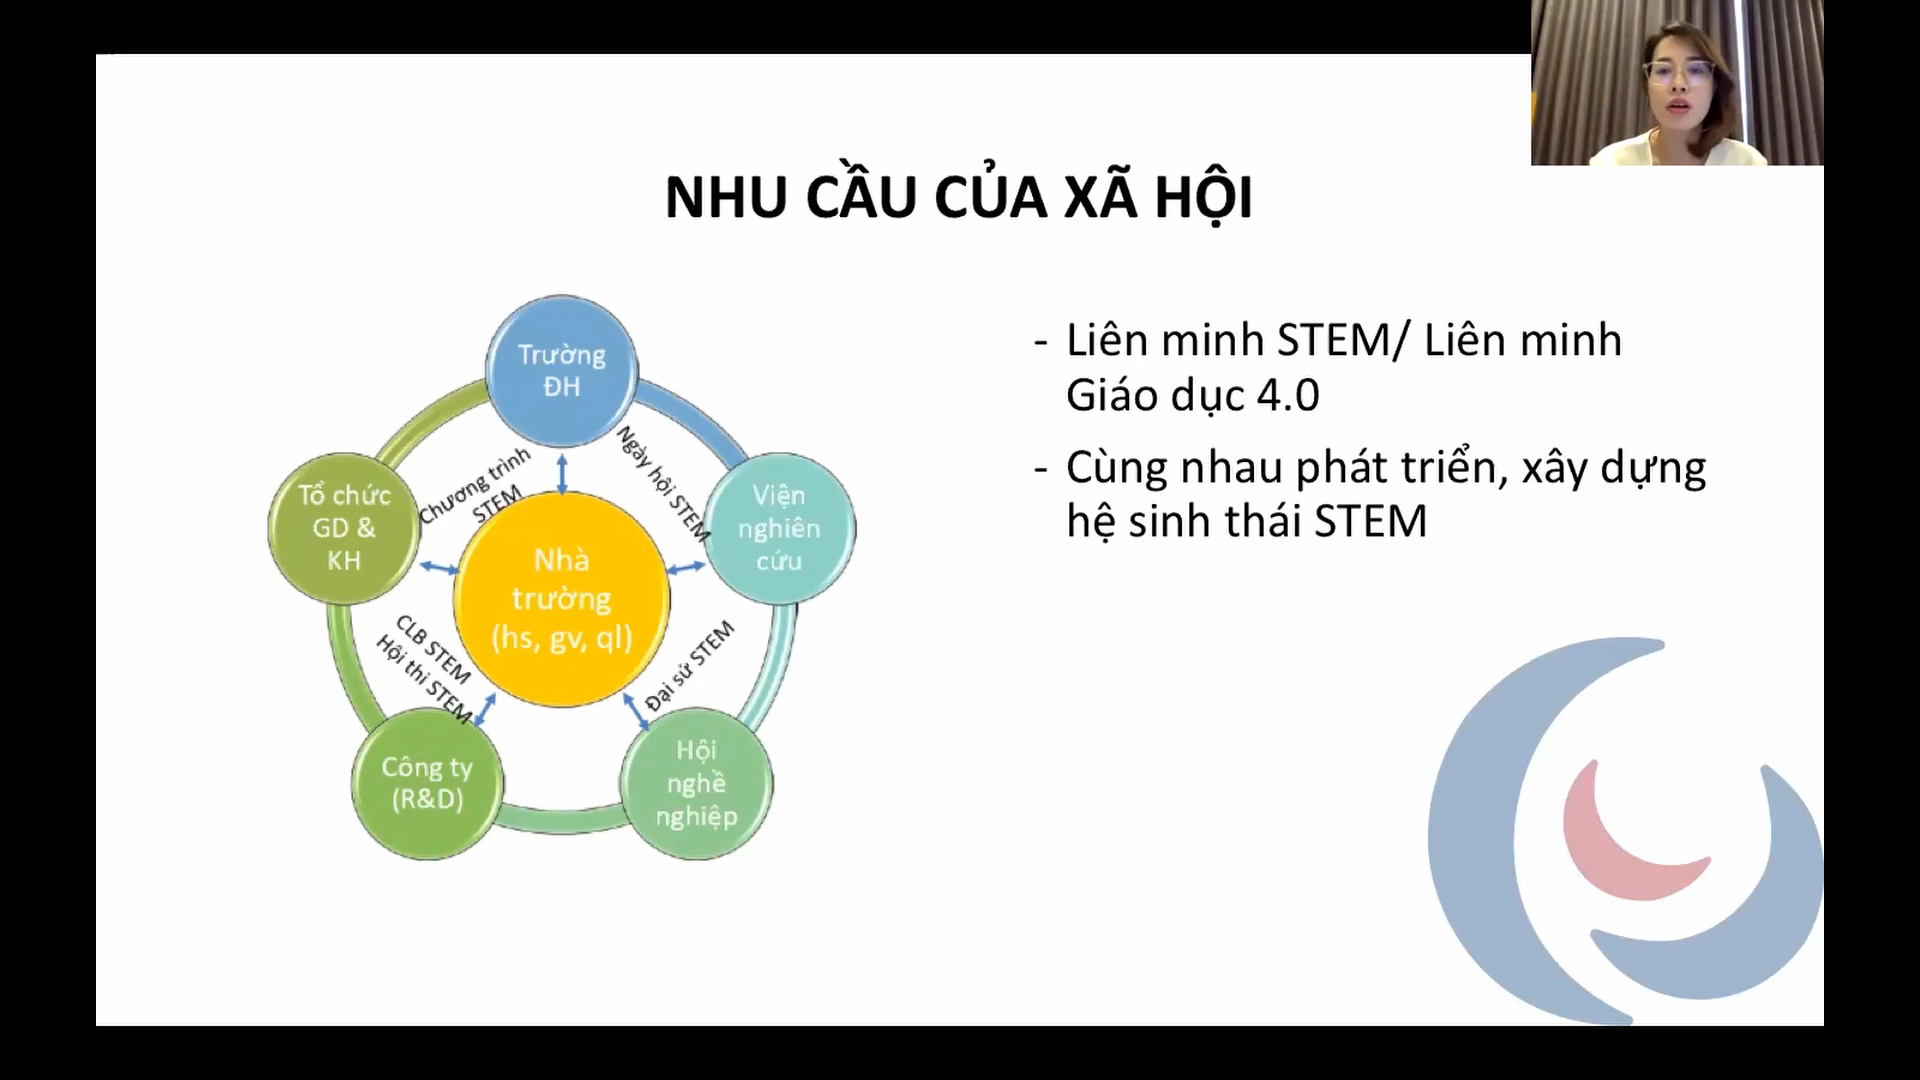 NHU CẦU CỦA XÃ HỘI
Trường
ĐH
Ngày hội STEM
Chương trình
STEM
Tổ chức
GD &
KH
Viện
nghiên
cứu
Nhà
trường
(hs, gv, ql)
CLB STEM
Hội thi STEM
Đại sứ STEM
Công ty
(R&D)
Hội
nghề
nghiệp
- Liên minh STEM/ Liên minh
Giáo dục 4.0
- Cùng nhau phát triển, xây dựng
hệ sinh thái STEM